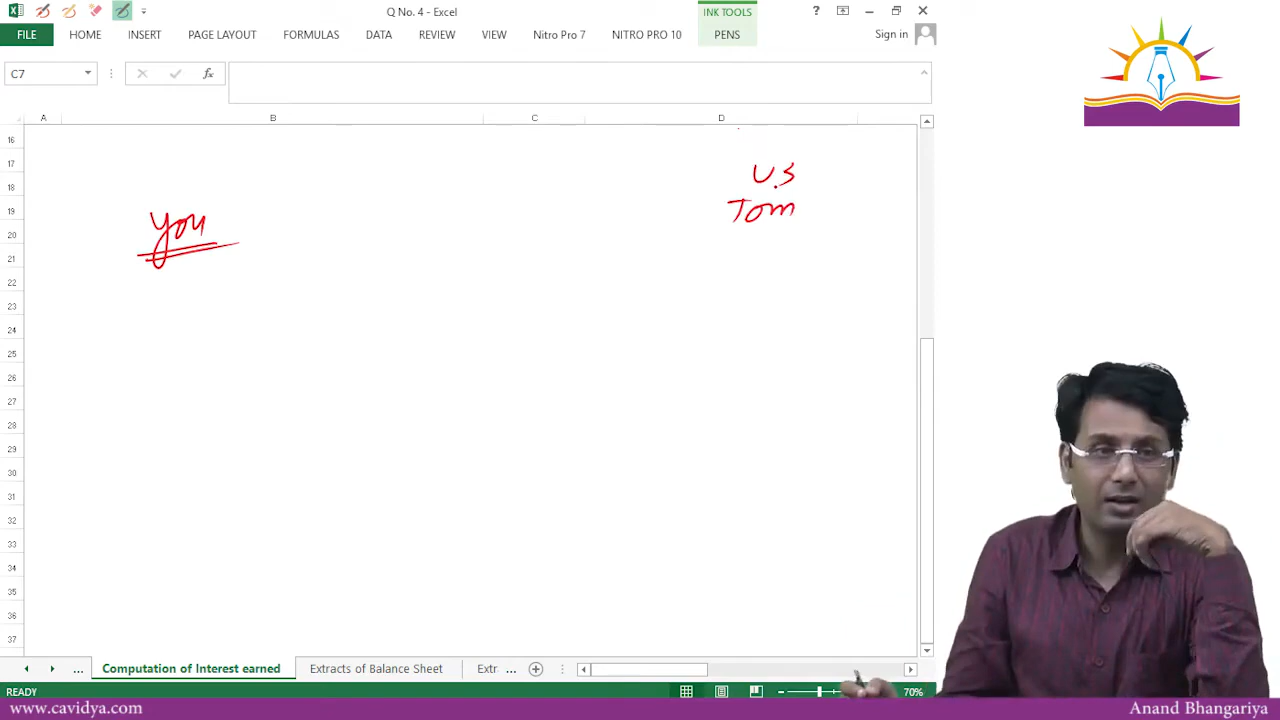 Q No. 4 - Excel
INK TOOLS
FILE
HOME
INSERT
PAGE LAYOUT
FORMULAS
DATA
REVIEW
VIEW
Nitro Pro 7
NITRO PRO 10
PENS
Sign in
C7
fx
A
B
C
D
16
17
18
19
20
21
22
23
24
25
26
27
28
29
30
31
32
33
34
35
36
37
U.S
Tom
You
...
Computation of Interest earned
Extracts of Balance Sheet
Extr ...
READY
70%
www.cavidya.com
Anand Bhangariya